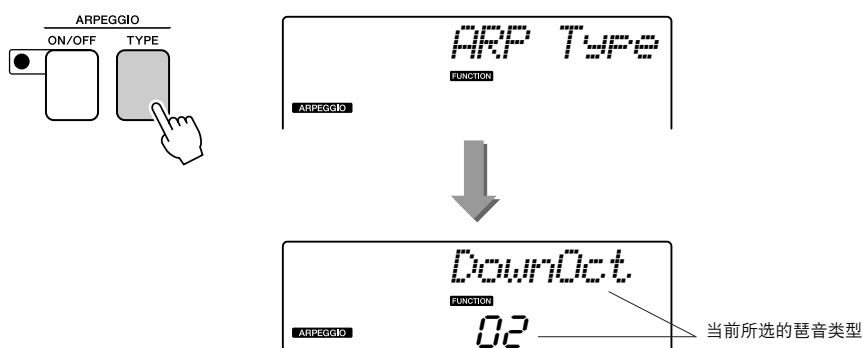 ARPEGGIO
ON/OFF TYPE
ARP Type
FUNCTION
ARPEGGIO
DownOct
FUNCTION
ARPEGGIO
02
当前所选的琶音类型